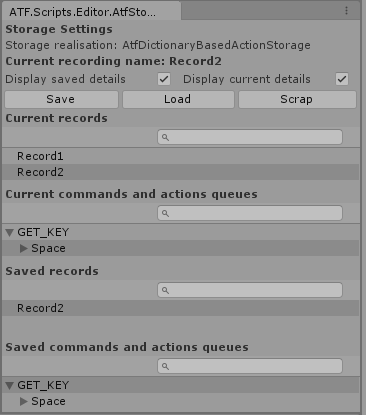 ATF.Scripts.Editor.AtfSto...
Storage Settings
Storage realisation: AtfDictionaryBasedActionStorage
Current recording name: Record2
Display saved details Display current details
Save Load Scrap
Current records
Record1
Record2
Current commands and actions queues
GET_KEY
Space
Saved records
Record2
Saved commands and actions queues
GET_KEY
Space